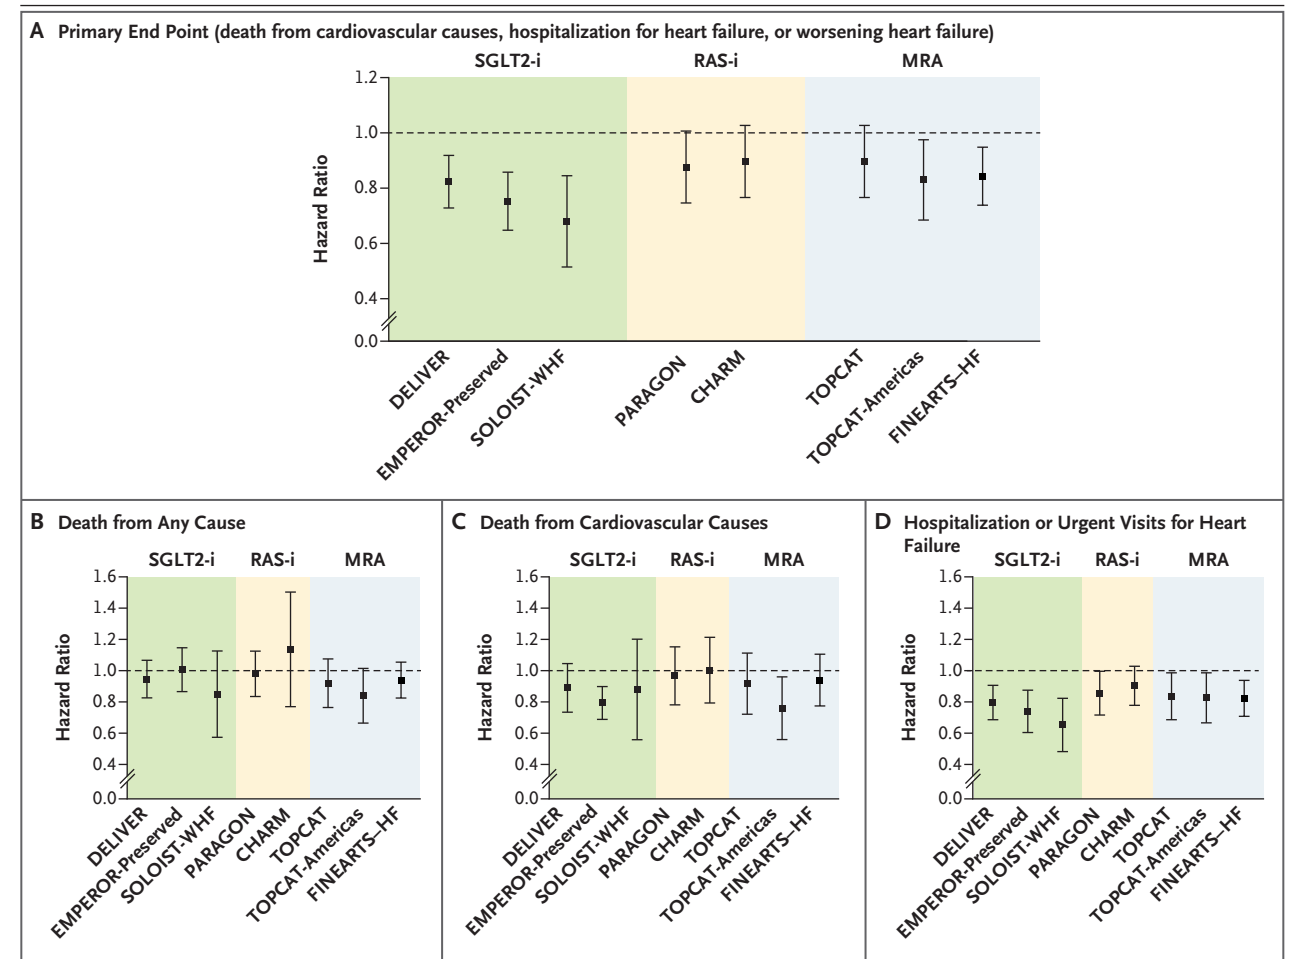 A Primary End Point (death from cardiovascular causes, hospitalization for heart failure, or worsening heart failure)
SGLT2-i RAS-i MRA
Hazard Ratio
1.2
1.0
0.8
0.6
0.4
0.0
DELIVER
EMPEROR-Preserved
SOLOIST-WHF
PARAGON
CHARM
TOPCAT
TOPCAT-Americas
FINEARTS–HF
B Death from Any Cause
SGLT2-i RAS-i MRA
Hazard Ratio
1.6
1.4
1.2
1.0
0.8
0.6
0.4
0.0
DELIVER
EMPEROR-Preserved
SOLOIST-WHF
PARAGON
CHARM
TOPCAT
TOPCAT-Americas
FINEARTS–HF
C Death from Cardiovascular Causes
SGLT2-i RAS-i MRA
Hazard Ratio
1.6
1.4
1.2
1.0
0.8
0.6
0.4
0.0
DELIVER
EMPEROR-Preserved
SOLOIST-WHF
PARAGON
CHARM
TOPCAT
TOPCAT-Americas
FINEARTS–HF
D Hospitalization or Urgent Visits for Heart
Failure
SGLT2-i RAS-i MRA
Hazard Ratio
1.6
1.4
1.2
1.0
0.8
0.6
0.4
0.0
DELIVER
EMPEROR-Preserved
SOLOIST-WHF
PARAGON
CHARM
TOPCAT
TOPCAT-Americas
FINEARTS–HF